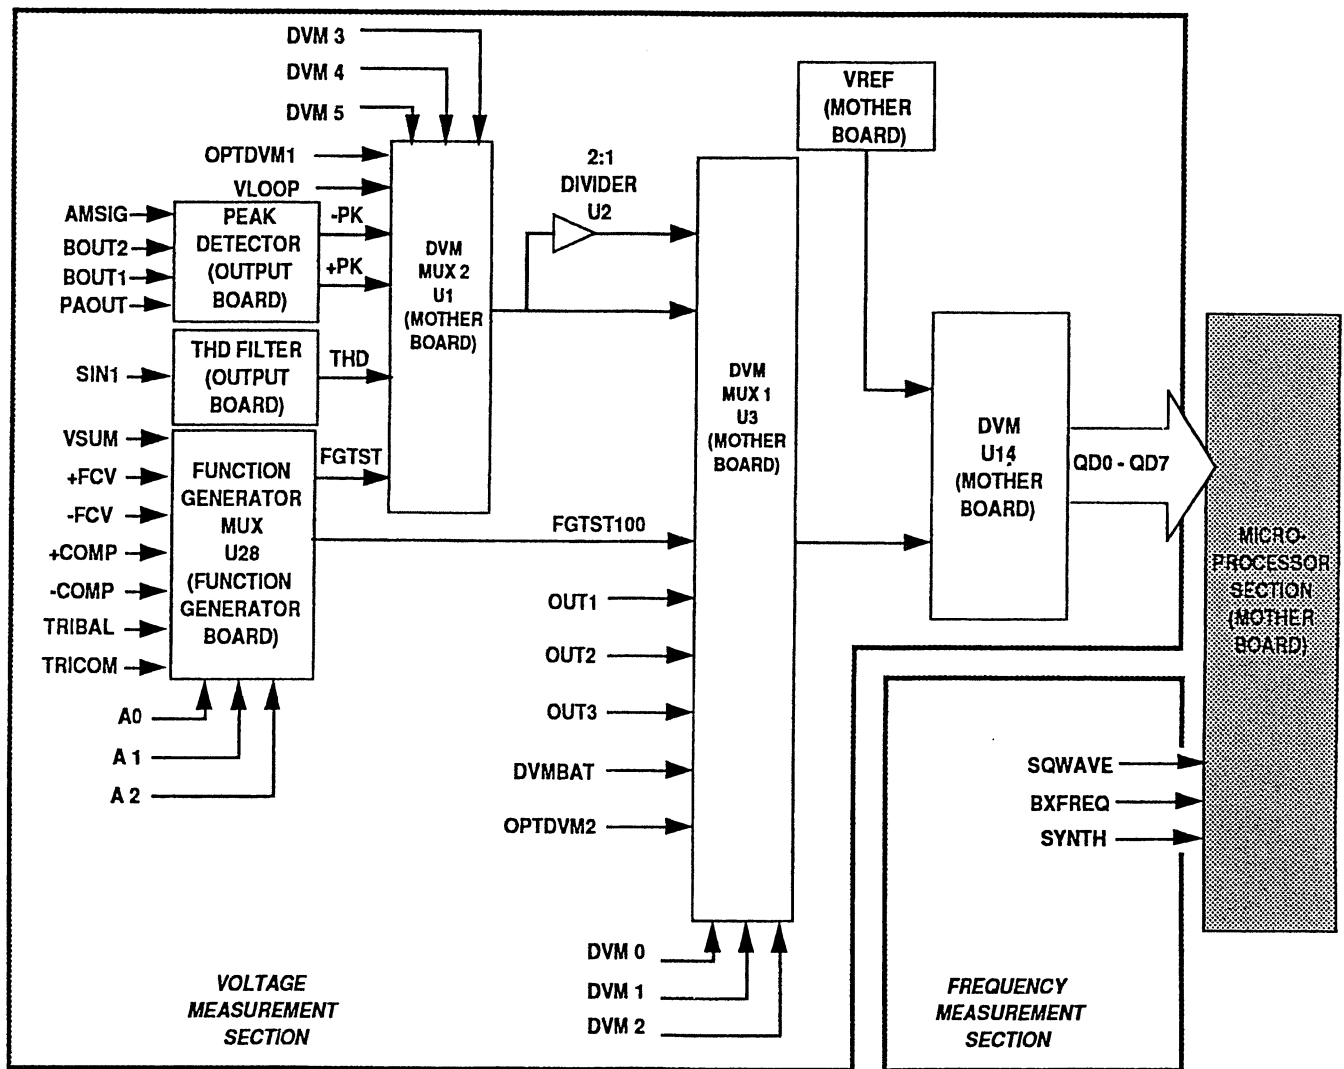 DVM 3
DVM 4
DVM 5
OPTDVM1
VLOOP
AMSIG
BOUT2
BOUT1
PAOUT
PEAK
DETECTOR
(OUTPUT
BOARD)
-PK
+PK
SIN1
THD FILTER
(OUTPUT
BOARD)
THD
VSUM
+FCV
-FCV
+COMP
-COMP
TRIBAL
TRICOM
FUNCTION
GENERATOR
MUX
U28
(FUNCTION
GENERATOR
BOARD)
FGTST
A0
A 1
A 2
DVM
MUX 2
U1
(MOTHER
BOARD)
2:1
DIVIDER
U2
VREF
(MOTHER
BOARD)
DVM
MUX 1
U3
(MOTHER
BOARD)
FGTST100
OUT1
OUT2
OUT3
DVMBAT
OPTDVM2
DVM 0
DVM 1
DVM 2
DVM
U14
(MOTHER
BOARD)
QD0 - QD7
MICRO-
PROCESSOR
SECTION
(MOTHER
BOARD)
SQWAVE
BXFREQ
SYNTH
VOLTAGE
MEASUREMENT
SECTION
FREQUENCY
MEASUREMENT
SECTION